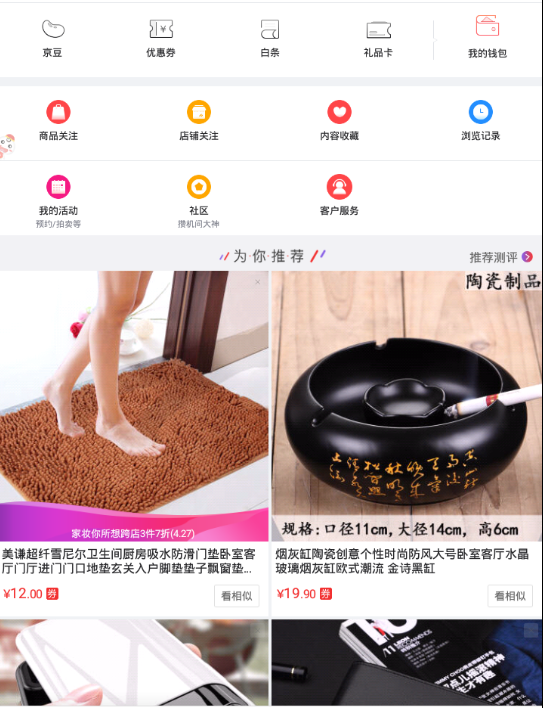 京豆
优惠券
白条
礼品卡
我的钱包
商品关注
店铺关注
内容收藏
浏览记录
我的活动
预约/拍卖等
社区
攒机问大神
客户服务
为你推荐
推荐测评
陶瓷制品
家妆你所想跨店3件7折(4.27)
规格:口径11cm,大径14cm, 高6cm
美谦超纤雪尼尔卫生间厨房吸水防滑门垫卧室客
厅门厅进门门口地垫玄关入户脚垫垫子飘窗垫...
¥12.00 券
看相似
烟灰缸陶瓷创意个性时尚防风大号卧室客厅水晶
玻璃烟灰缸欧式潮流 金诗黑缸
¥19.90 券
看相似